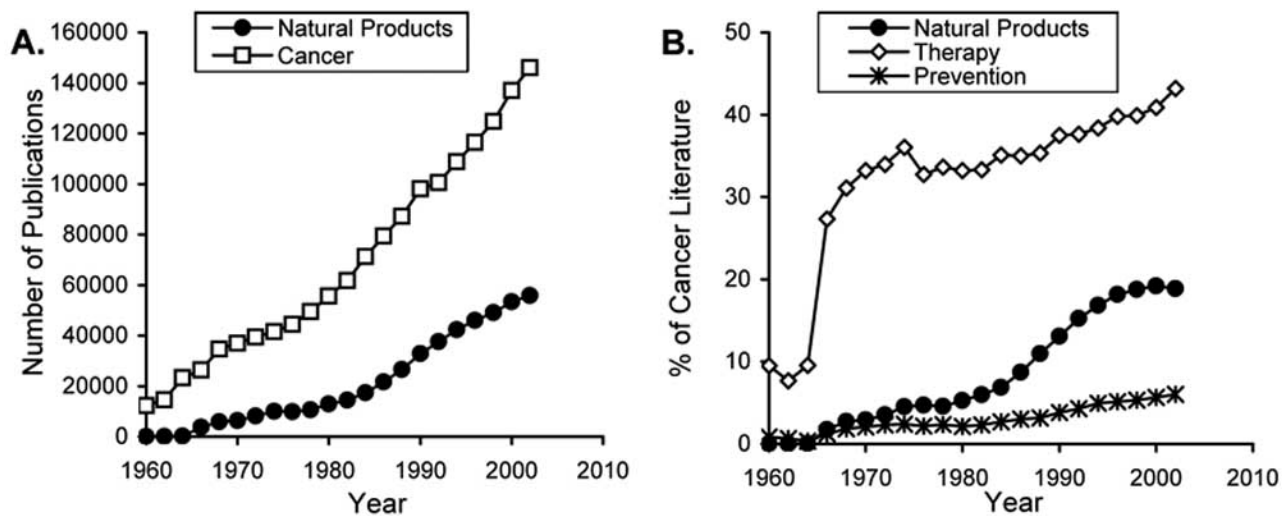 A.
Natural Products
Cancer
160000
140000
120000
100000
80000
60000
40000
20000
0
Number of Publications
1960 1970 1980 1990 2000 2010
Year
B.
Natural Products
Therapy
Prevention
50
40
30
20
10
0
% of Cancer Literature
1960 1970 1980 1990 2000 2010
Year